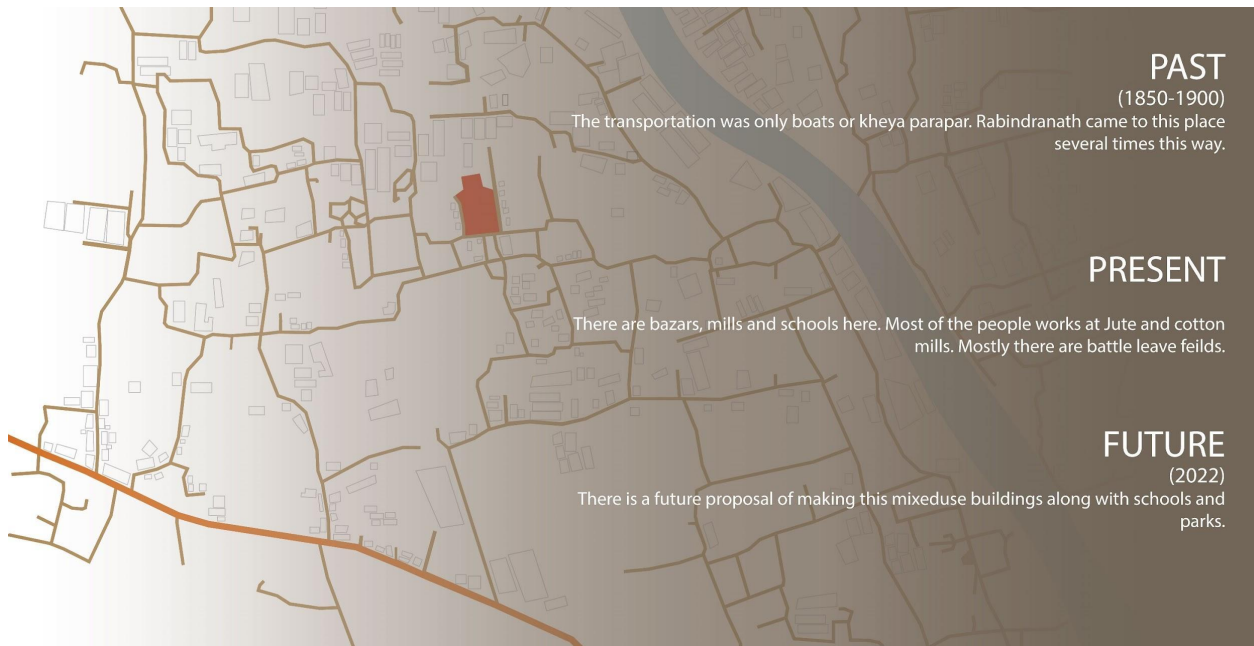 PAST
(1850-1900)
The transportation was only boats or kheya parapar. Rabindranath came to this place
several times this way.
PRESENT
There are bazars, mills and schools here. Most of the people works at Jute and cotton
mills. Mostly there are battle leave feilds.
FUTURE
(2022)
There is a future proposal of making this mixeduse buildings along with schools and
parks.